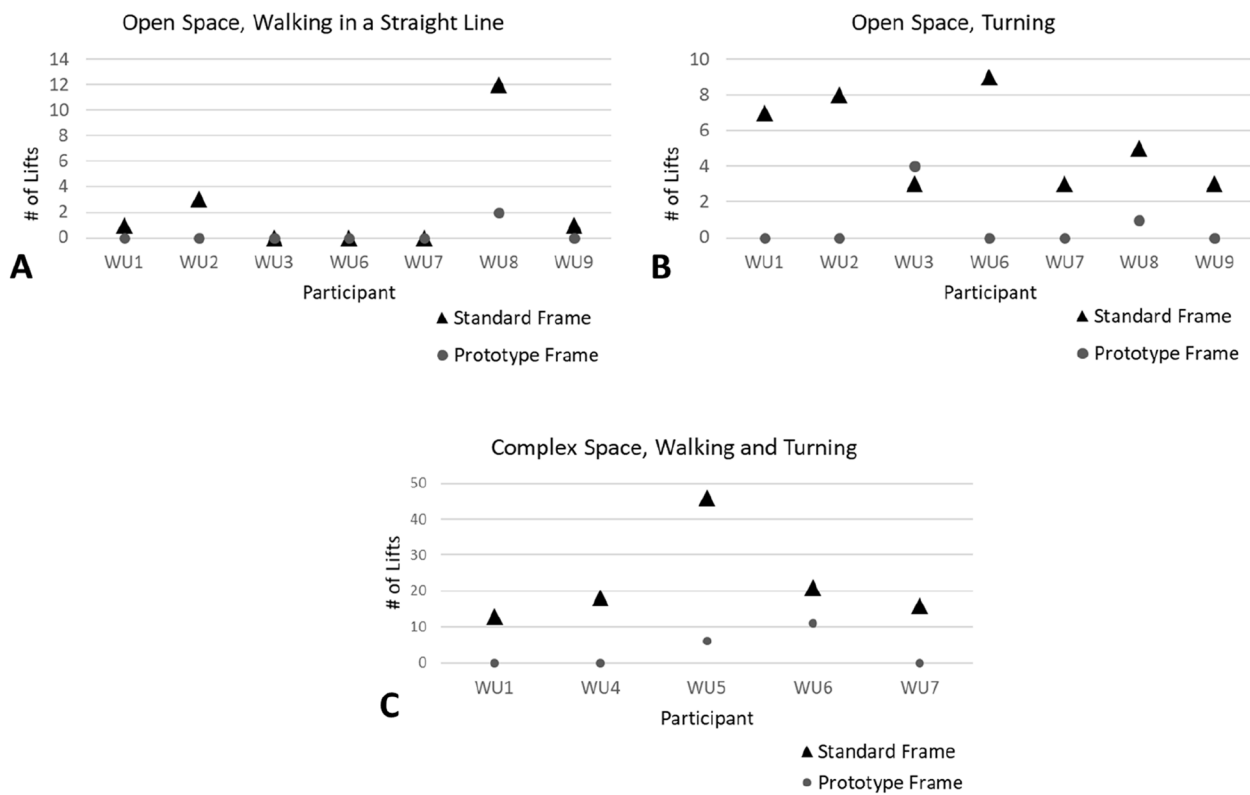 Open Space, Walking in a Straight Line
14
12
10
8
6
4
2
0
# of Lifts
WU1 WU2 WU3 WU6 WU7 WU8 WU9
A
Participant
Standard Frame
Prototype Frame
Open Space, Turning
10
8
6
4
2
0
# of Lifts
WU1 WU2 WU3 WU6 WU7 WU8 WU9
B
Participant
Standard Frame
Prototype Frame
Complex Space, Walking and Turning
50
40
30
20
10
0
# of Lifts
WU1 WU4 WU5 WU6 WU7
C
Participant
Standard Frame
Prototype Frame